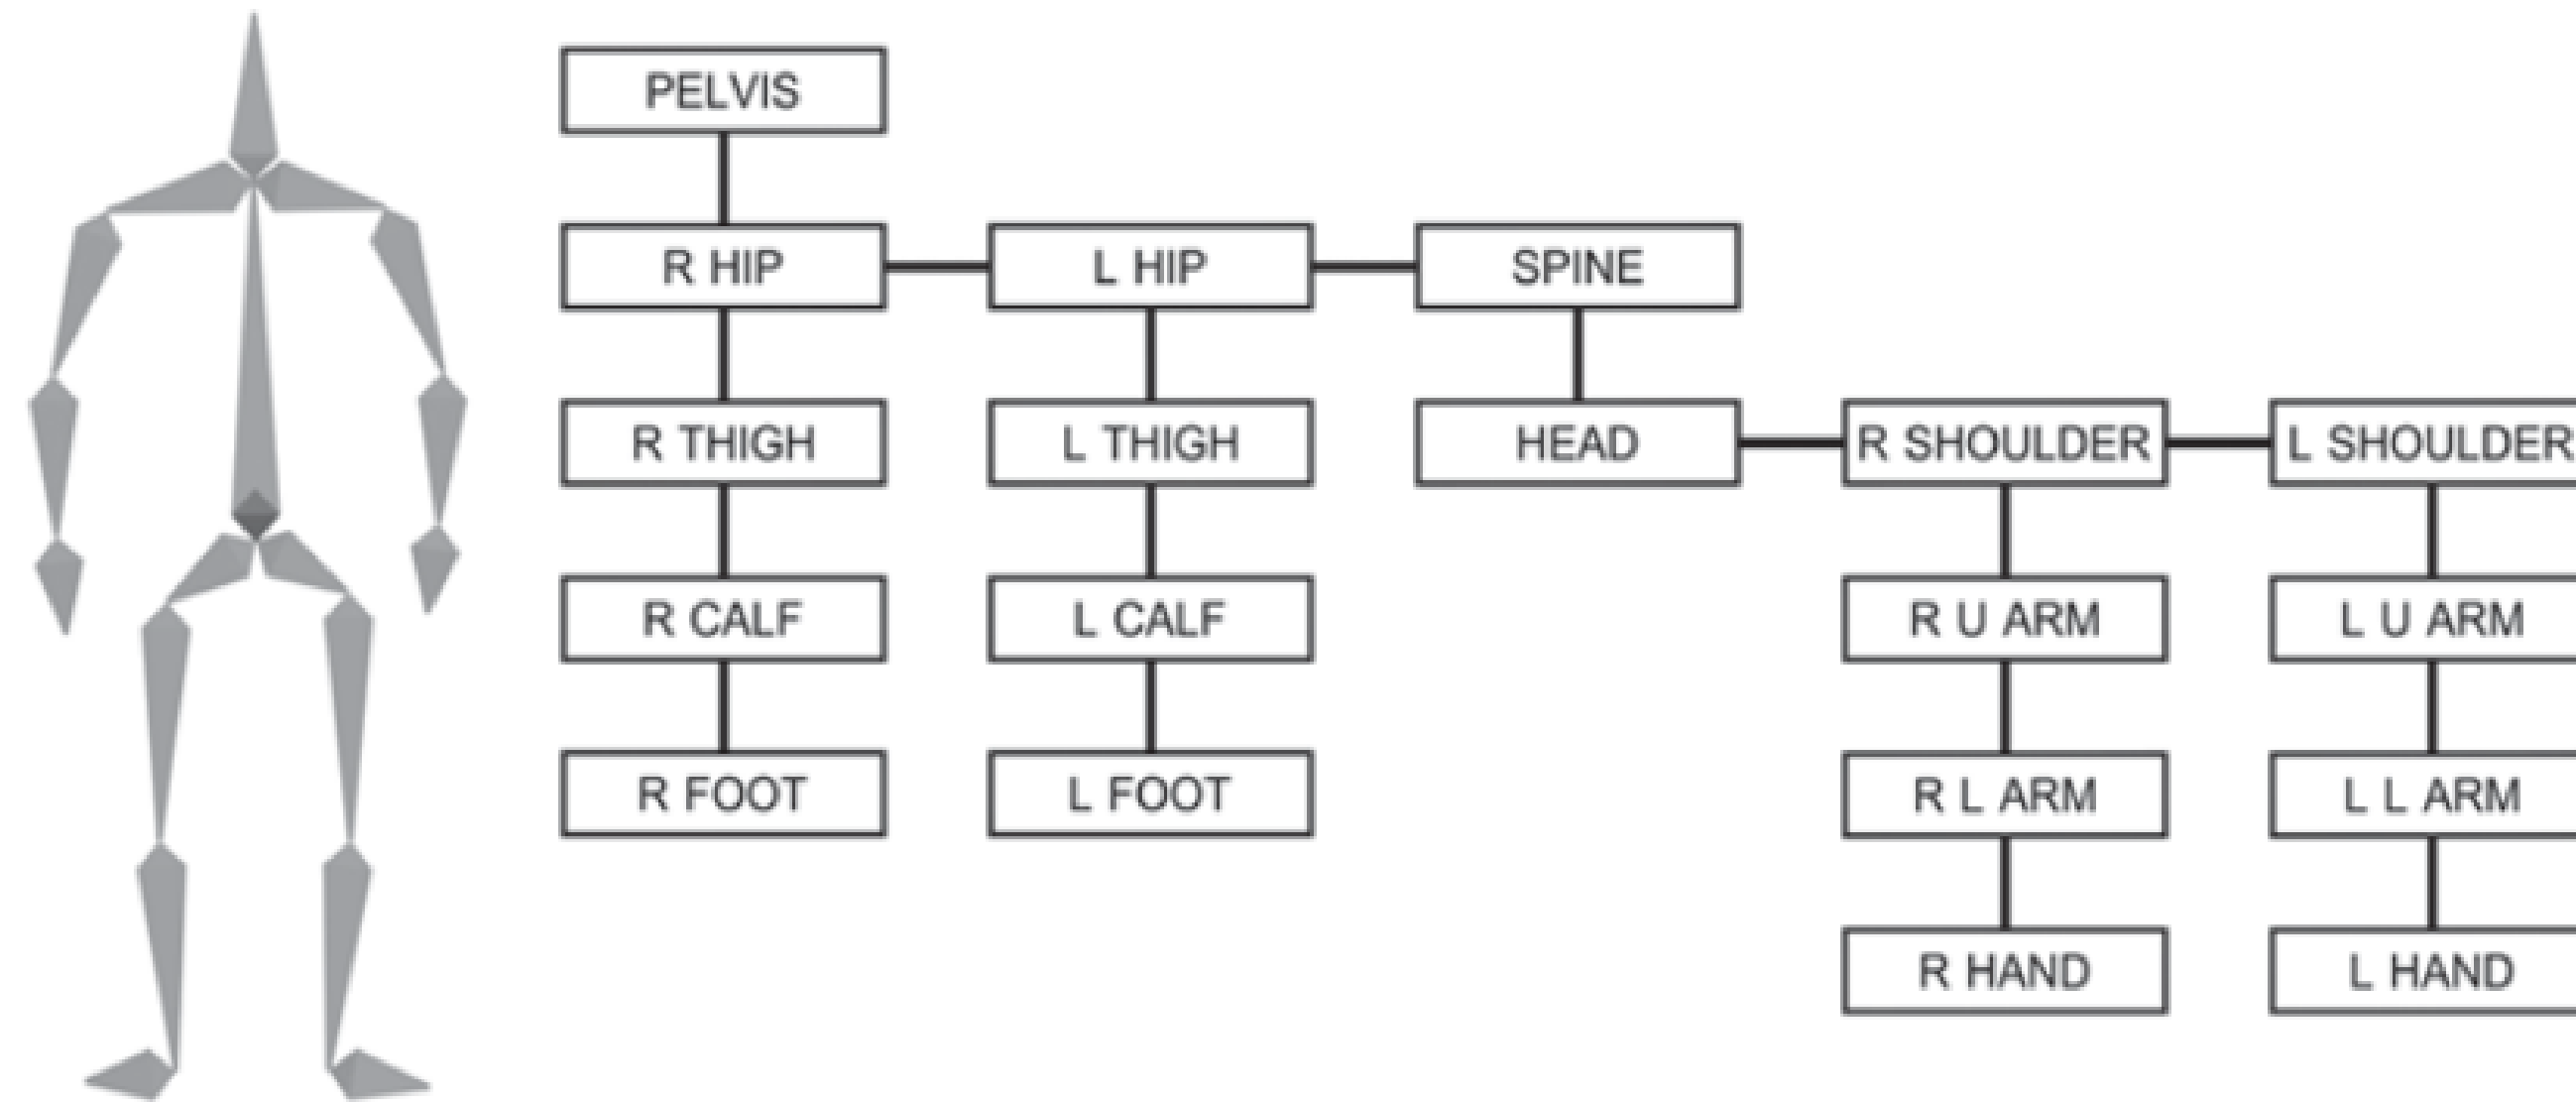 PELVIS
R HIP
L HIP
SPINE
R THIGH
L THIGH
HEAD
R SHOULDER
L SHOULDER
R CALF
L CALF
R U ARM
L U ARM
R FOOT
L FOOT
R L ARM
L L ARM
R HAND
L HAND